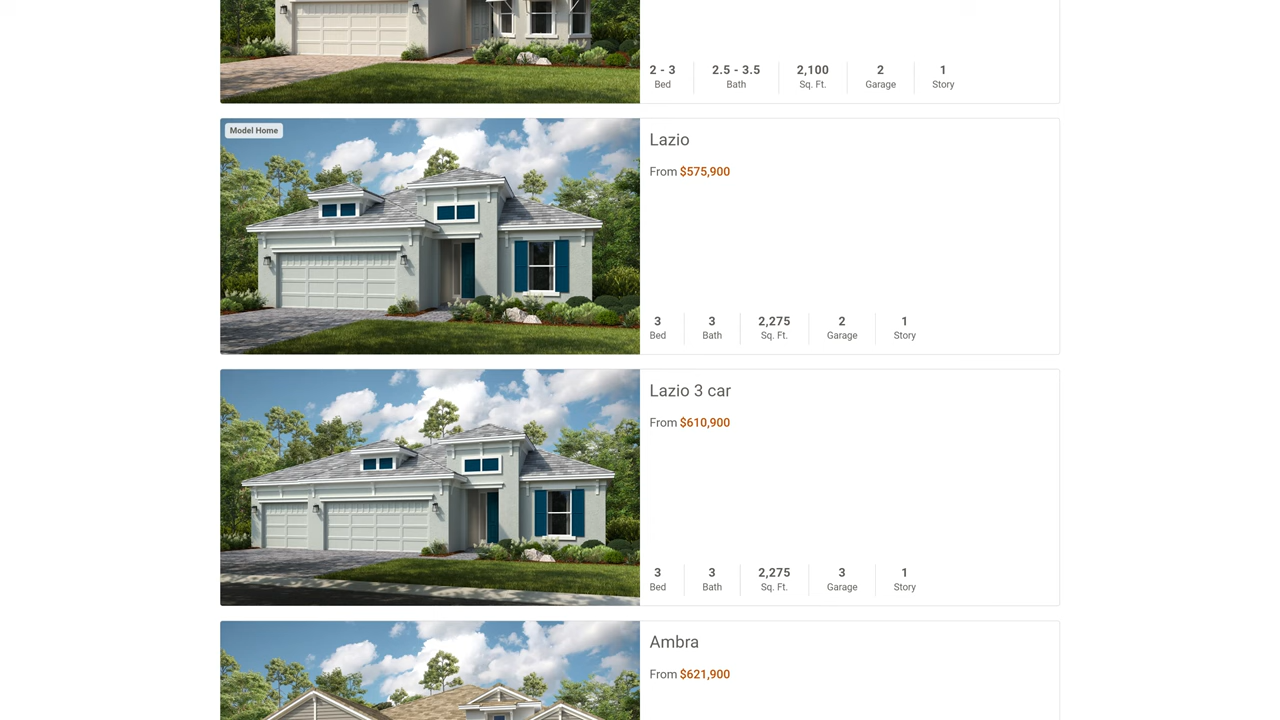 2 - 3
Bed
2.5 - 3.5
Bath
2,100
Sq. Ft.
2
Garage
1
Story
Model Home
Lazio
From $575,900
3
Bed
3
Bath
2,275
Sq. Ft.
2
Garage
1
Story
Lazio 3 car
From $610,900
3
Bed
3
Bath
2,275
Sq. Ft.
3
Garage
1
Story
Ambra
From $621,900